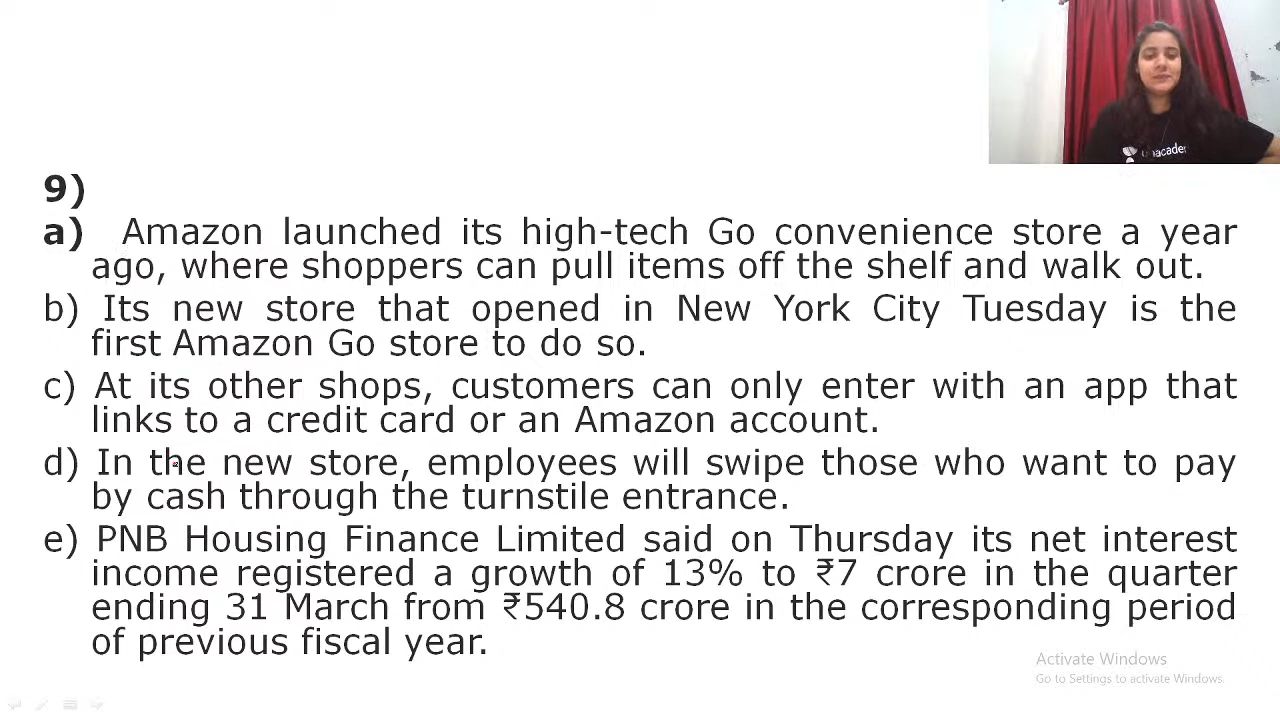 9)
a) Amazon launched its high-tech Go convenience store a year
ago, where shoppers can pull items off the shelf and walk out.
b) Its new store that opened in New York City Tuesday is the
first Amazon Go store to do so.
c) At its other shops, customers can only enter with an app that
links to a credit card or an Amazon account.
d) In the new store, employees will swipe those who want to pay
by cash through the turnstile entrance.
e) PNB Housing Finance Limited said on Thursday its net interest
income registered a growth of 13% to ₹7 crore in the quarter
ending 31 March from ₹540.8 crore in the corresponding period
of previous fiscal year.
Activate Windows
Go to Settings to activate Windows.